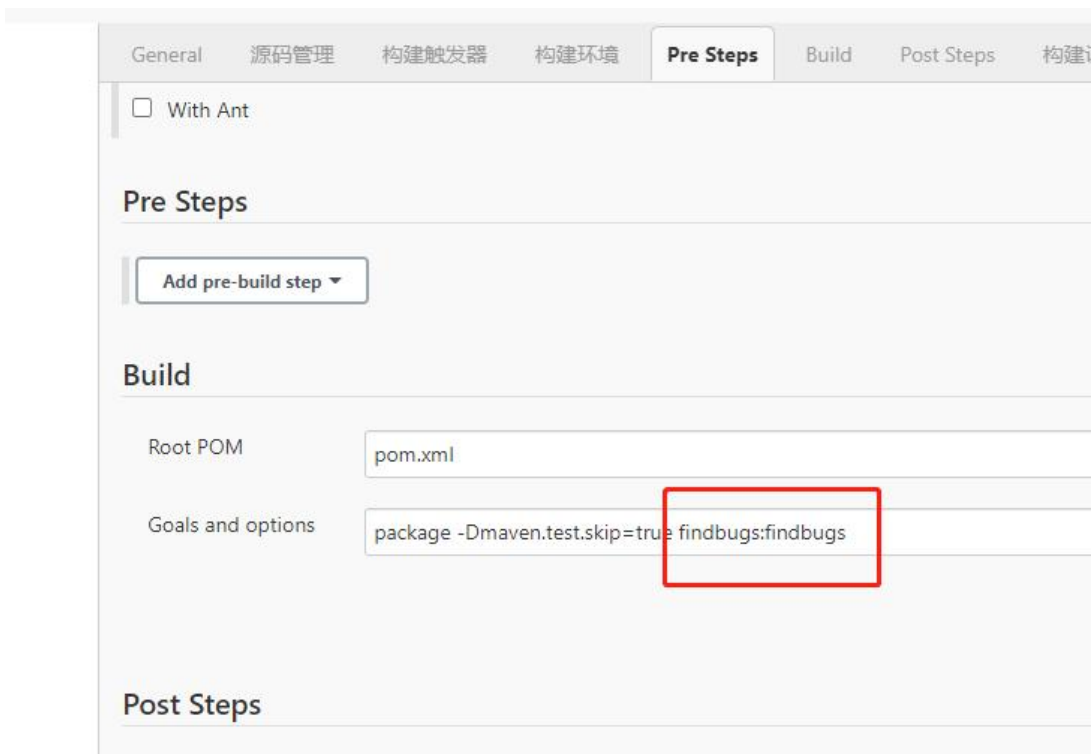 General 源码管理 构建触发器 构建环境 Pre Steps Build Post Steps 构建
With Ant
Pre Steps
Add pre-build step
Build
Root POM pom.xml
Goals and options package -Dmaven.test.skip=true findbugs:findbugs
Post Steps